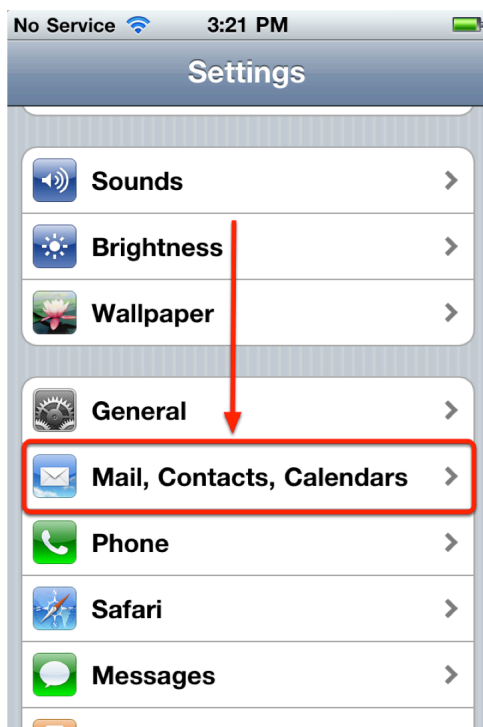 No Service 3:21 PM
Settings
Sounds
Brightness
Wallpaper
General
Mail, Contacts, Calendars
Phone
Safari
Messages